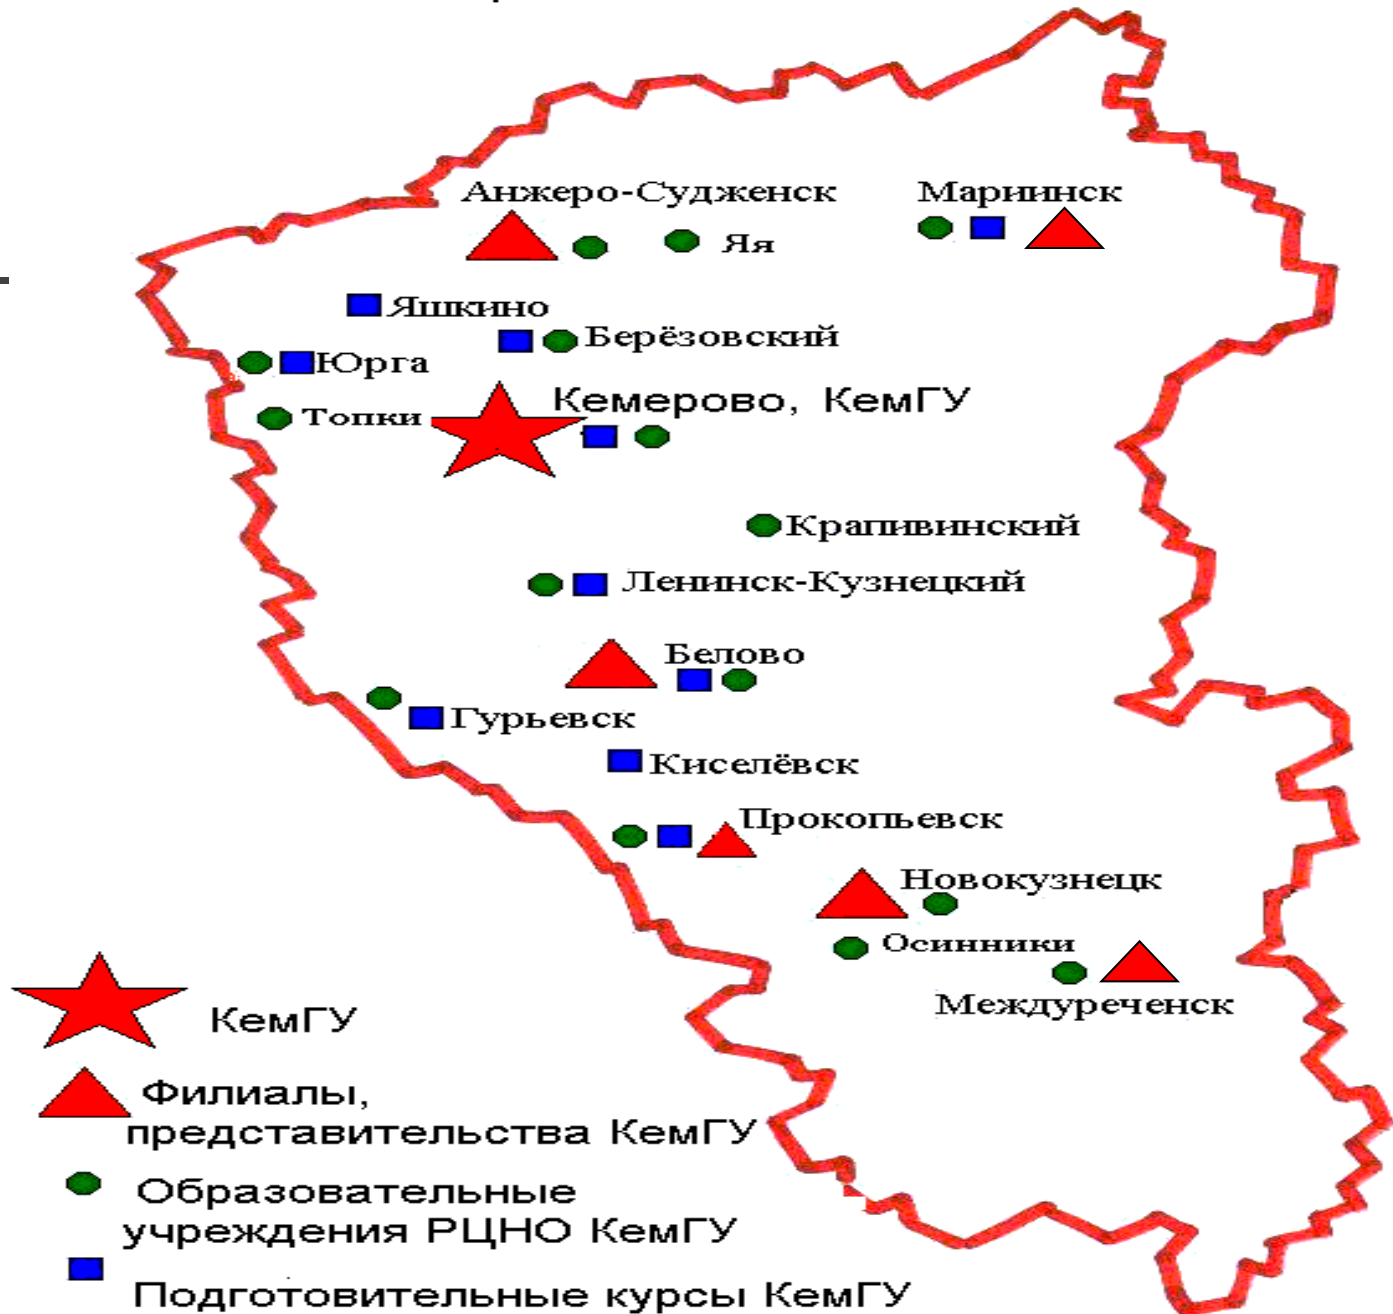 Анжеро-Судженск
Мариинск
Яя
Яшкино
Берёзовский
Юрга
Кемерово, КемГУ
Топки
Крапивинский
Ленинск-Кузнецкий
Белово
Гурьевск
Киселёвск
Прокопьевск
Новокузнецк
Осинники
Междуреченск
КемГУ
Филиалы,
представительства КемГУ
Образовательные
учреждения РЦНО КемГУ
Подготовительные курсы КемГУ